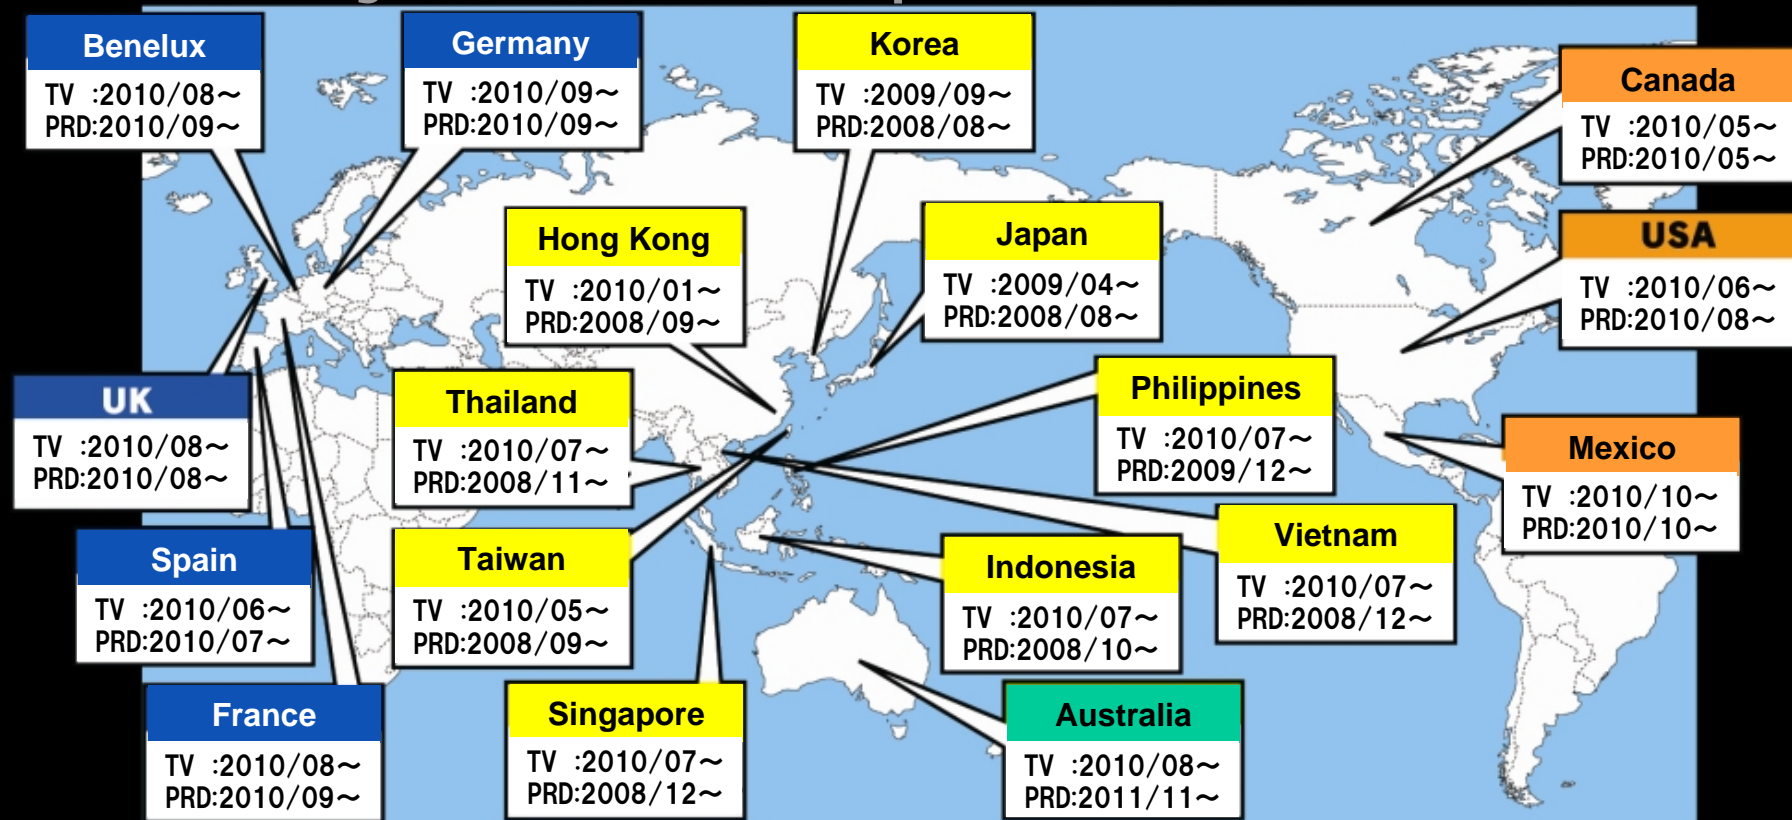 Benelux
TV :2010/08～
PRD:2010/09～
Germany
TV :2010/09～
PRD:2010/09～
Korea
TV :2009/09～
PRD:2008/08～
Canada
TV :2010/05～
PRD:2010/05～
Hong Kong
TV :2010/01～
PRD:2008/09～
Japan
TV :2009/04～
PRD:2008/08～
USA
TV :2010/06～
PRD:2010/08～
UK
TV :2010/08～
PRD:2010/08～
Thailand
TV :2010/07～
PRD:2008/11～
Philippines
TV :2010/07～
PRD:2009/12～
Mexico
TV :2010/10～
PRD:2010/10～
Spain
TV :2010/06～
PRD:2010/07～
Taiwan
TV :2010/05～
PRD:2008/09～
Indonesia
TV :2010/07～
PRD:2008/10～
Vietnam
TV :2010/07～
PRD:2008/12～
France
TV :2010/08～
PRD:2010/09～
Singapore
TV :2010/07～
PRD:2008/12～
Australia
TV :2010/08～
PRD:2011/11～